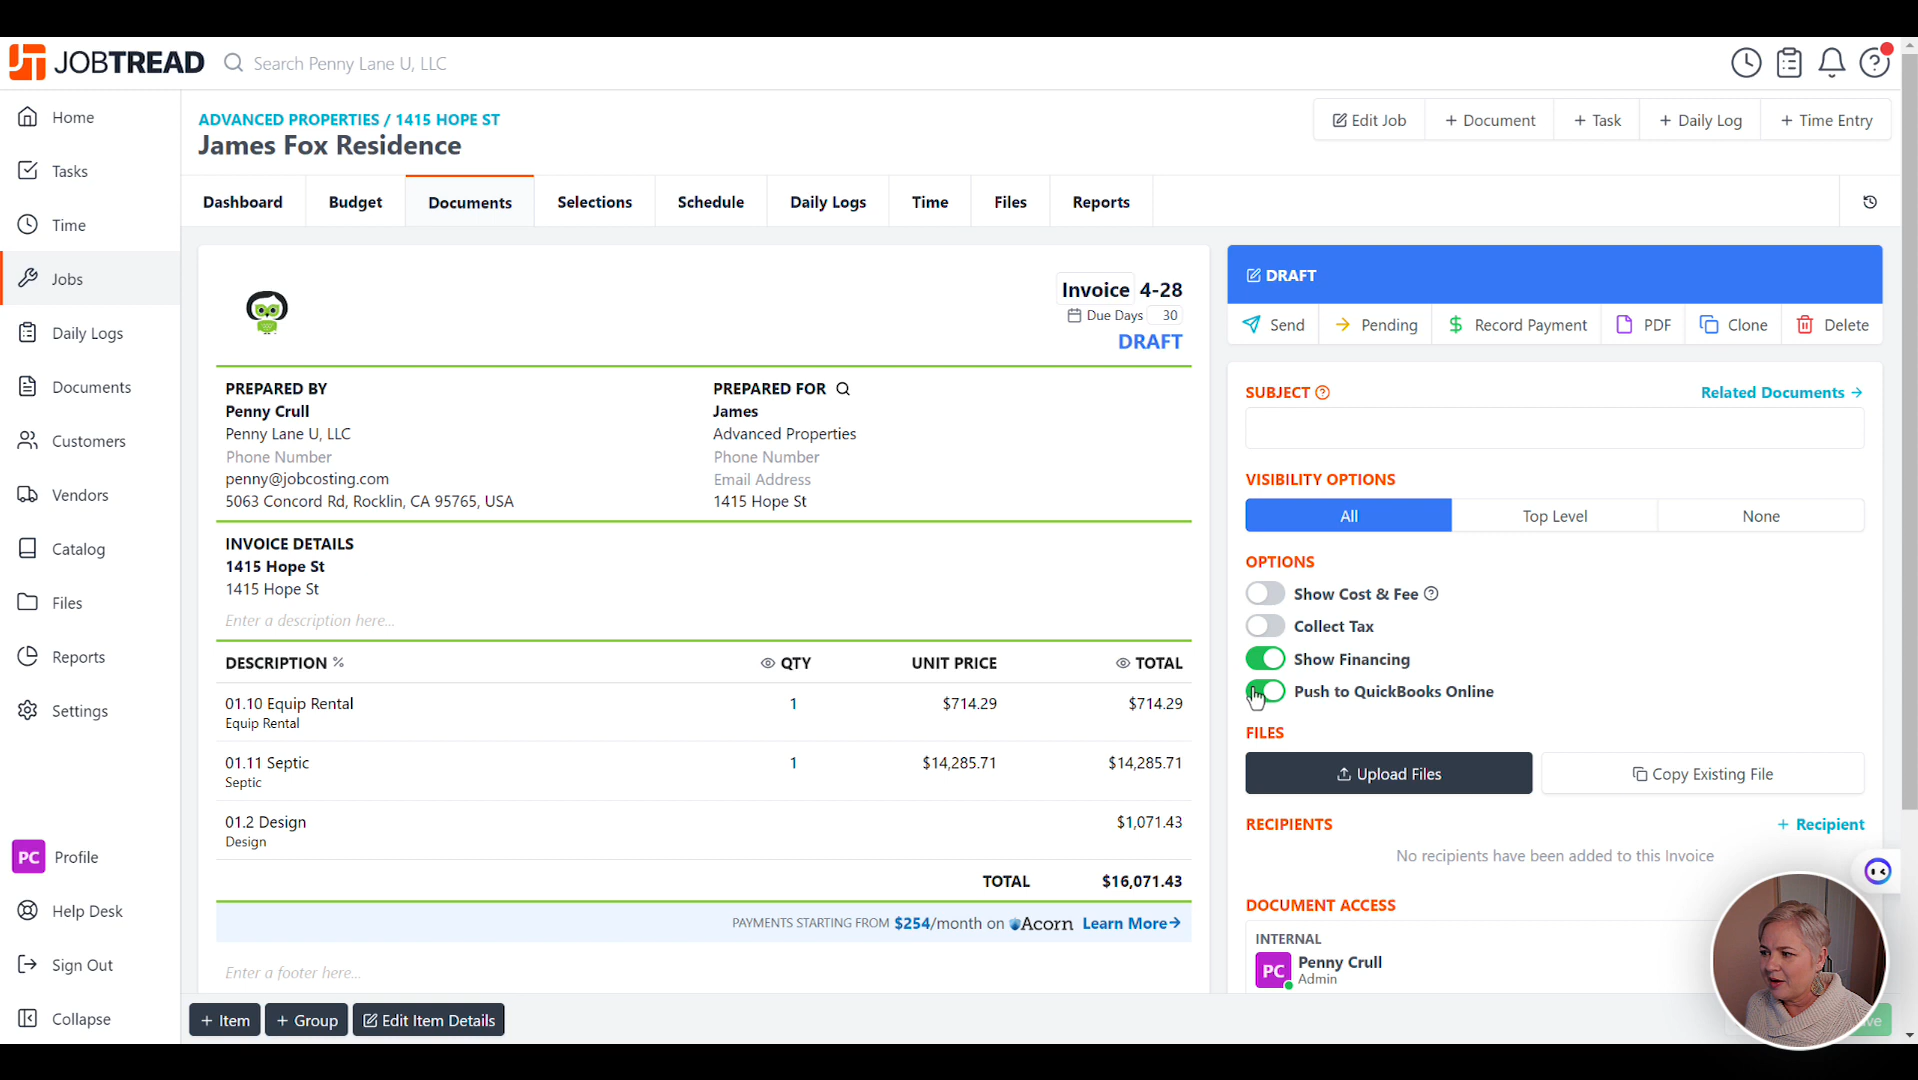 JOBTREAD
Search Penny Lane U, LLC
Home
Tasks
Time
Jobs
Daily Logs
Documents
Customers
Vendors
Catalog
Files
Reports
Settings
PC Profile
Help Desk
Sign Out
Collapse
ADVANCED PROPERTIES / 1415 HOPE ST
James Fox Residence
Edit Job
+ Document
+ Task
+ Daily Log
+ Time Entry
Dashboard
Budget
Documents
Selections
Schedule
Daily Logs
Time
Files
Reports
Invoice 4-28
Due Days 30
DRAFT
PREPARED BY
Penny Crull
Penny Lane U, LLC
Phone Number
penny@jobcosting.com
5063 Concord Rd, Rocklin, CA 95765, USA
PREPARED FOR
James
Advanced Properties
Phone Number
Email Address
1415 Hope St
INVOICE DETAILS
1415 Hope St
1415 Hope St
Enter a description here...
DESCRIPTION % QTY UNIT PRICE TOTAL
01.10 Equip Rental 1 $714.29 $714.29
Equip Rental
01.11 Septic 1 $14,285.71 $14,285.71
Septic
01.2 Design $1,071.43
Design
TOTAL $16,071.43
PAYMENTS STARTING FROM $254/month on Acorn Learn More
Enter a footer here...
+ Item
+ Group
Edit Item Details
DRAFT
Send
Pending
$ Record Payment
PDF
Clone
Delete
SUBJECT
Related Documents
VISIBILITY OPTIONS
All
Top Level
None
OPTIONS
Show Cost & Fee
Collect Tax
Show Financing
Push to QuickBooks Online
FILES
Upload Files
Copy Existing File
RECIPIENTS
+ Recipient
No recipients have been added to this Invoice
DOCUMENT ACCESS
INTERNAL
PC Penny Crull
Admin